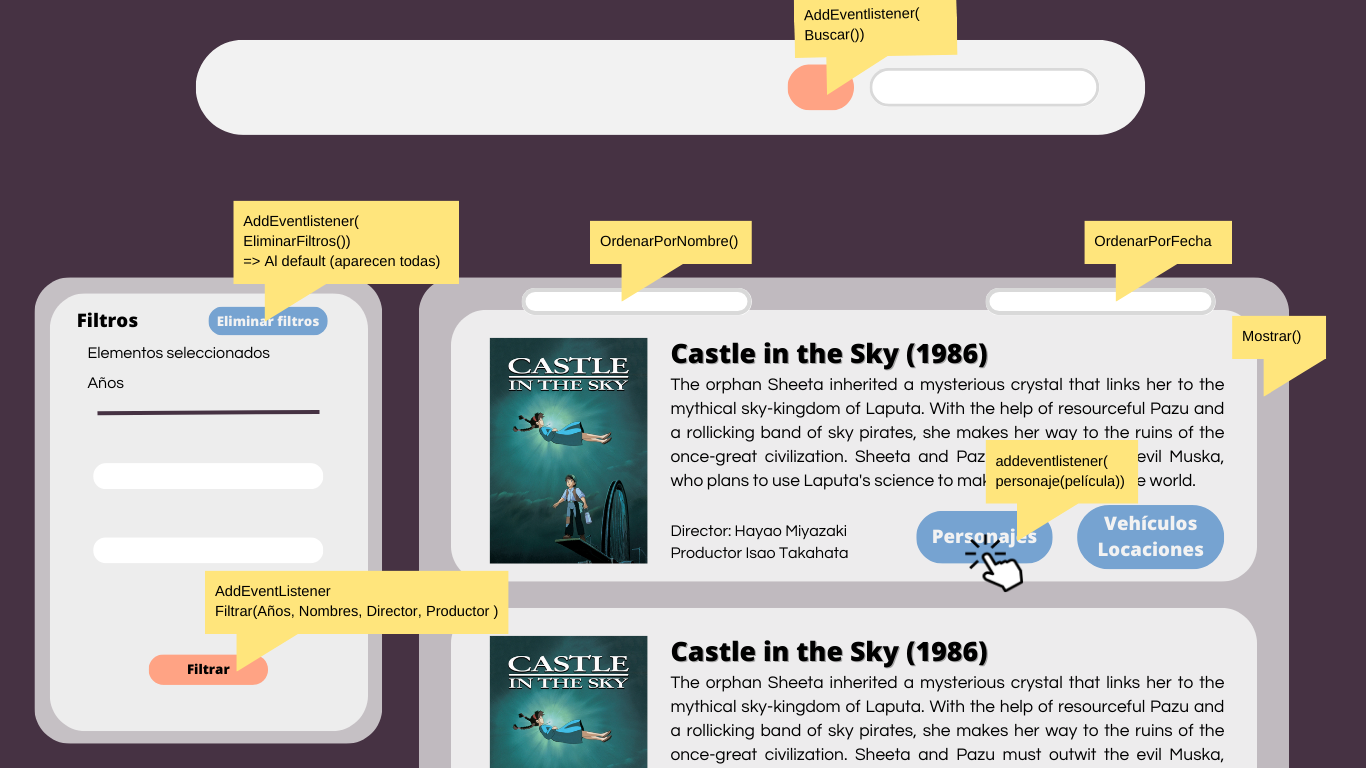 AddEventlistener(
Buscar())
AddEventlistener(
EliminarFiltros())
=> Al default (aparecen todas)
OrdenarPorNombre()
OrdenarPorFecha
Mostrar()
Filtros
Eliminar filtros
Elementos seleccionados
Años
AddEventListener
Filtrar(Años, Nombres, Director, Productor )
Filtrar
CASTLE
IN THE SKY
Castle in the Sky (1986)
The orphan Sheeta inherited a mysterious crystal that links her to the
mythical sky-kingdom of Laputa. With the help of resourceful Pazu and
a rollicking band of sky pirates, she makes her way to the ruins of the
once-great civilization. Sheeta and Paz evil Muska,
who plans to use Laputa's science to mak e world.
addeventlistener(
personaje(película))
Director: Hayao Miyazaki
Productor Isao Takahata
Personajes
Vehículos
Locaciones
CASTLE
IN THE SKY
Castle in the Sky (1986)
The orphan Sheeta inherited a mysterious crystal that links her to the
mythical sky-kingdom of Laputa. With the help of resourceful Pazu and
a rollicking band of sky pirates, she makes her way to the ruins of the
once-great civilization. Sheeta and Pazu must outwit the evil Muska,